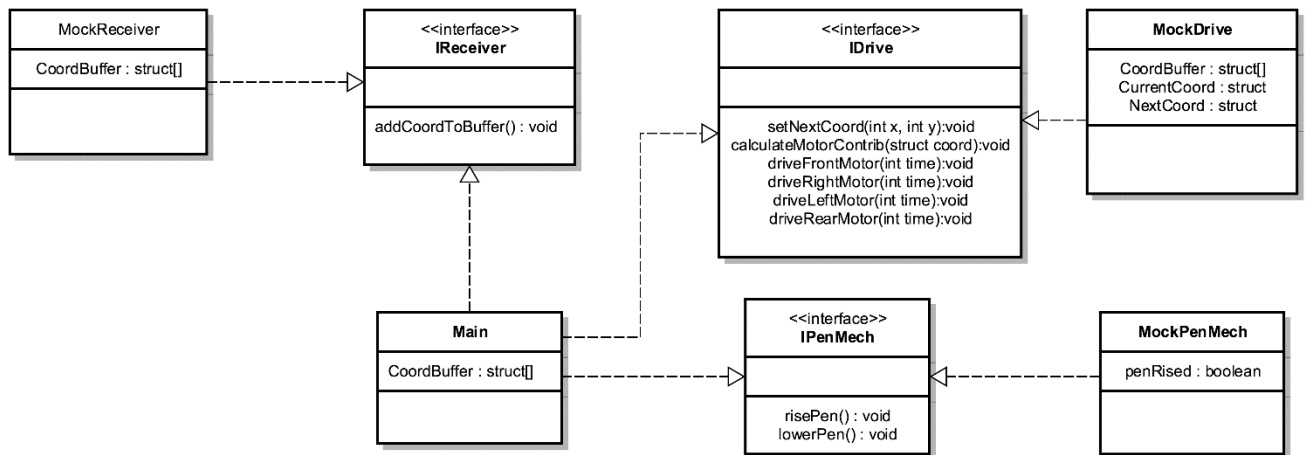 MockReceiver
CoordBuffer : struct[]
<<interface>>
IReceiver
addCoordToBuffer() : void
<<interface>>
IDrive
setNextCoord(int x, int y):void
calculateMotorContrib(struct coord):void
driveFrontMotor(int time):void
driveRightMotor(int time):void
driveLeftMotor(int time):void
driveRearMotor(int time):void
MockDrive
CoordBuffer : struct[]
CurrentCoord : struct
NextCoord : struct
Main
CoordBuffer : struct[]
<<interface>>
IPenMech
risePen() : void
lowerPen() : void
MockPenMech
penRised : boolean